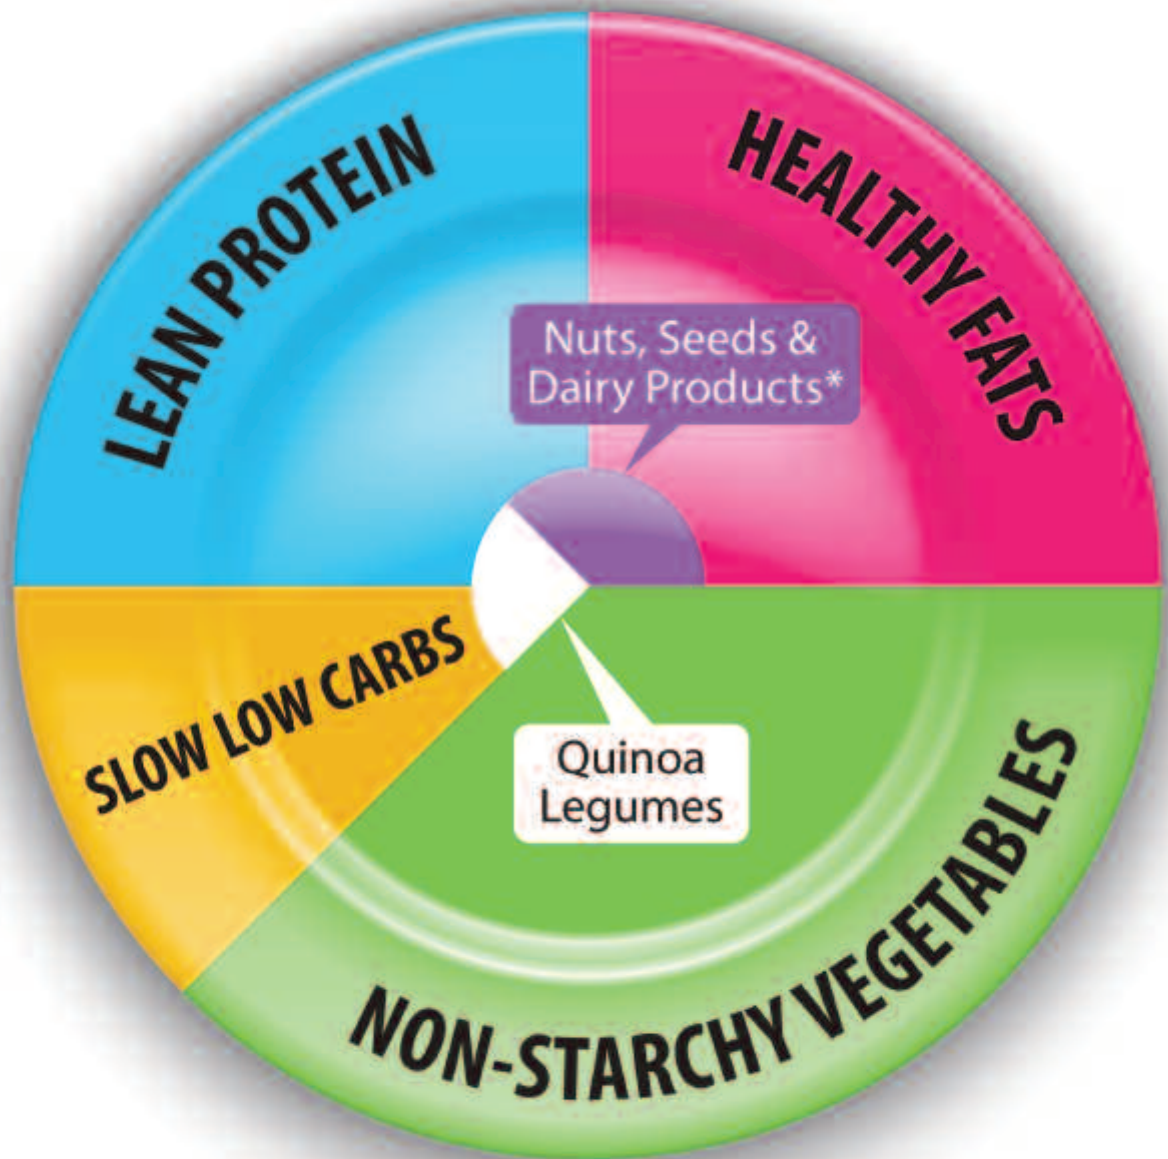 LEAN PROTEIN
HEALTHY FATS
Nuts, Seeds &
Dairy Products*
SLOW LOW CARBS
Quinoa
Legumes
NON-STARCHY VEGETABLES